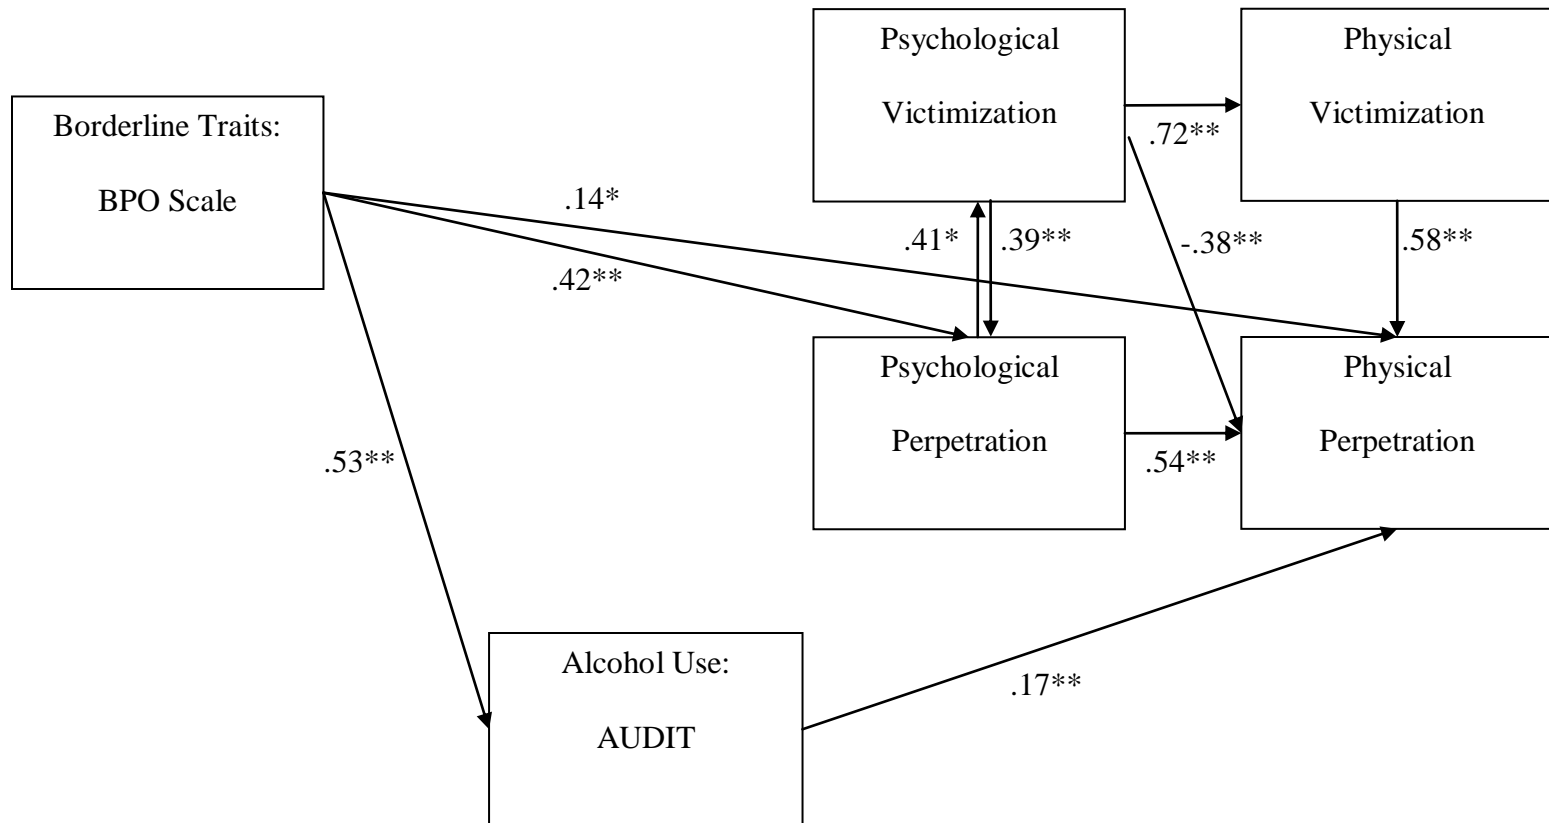 Psychological
Victimization
Physical
Victimization
Borderline Traits:
BPO Scale
.72**
.14*
.41*
.39**
-.38**
.58**
.42**
Psychological
Perpetration
Physical
Perpetration
.54**
.53**
Alcohol Use:
AUDIT
.17**